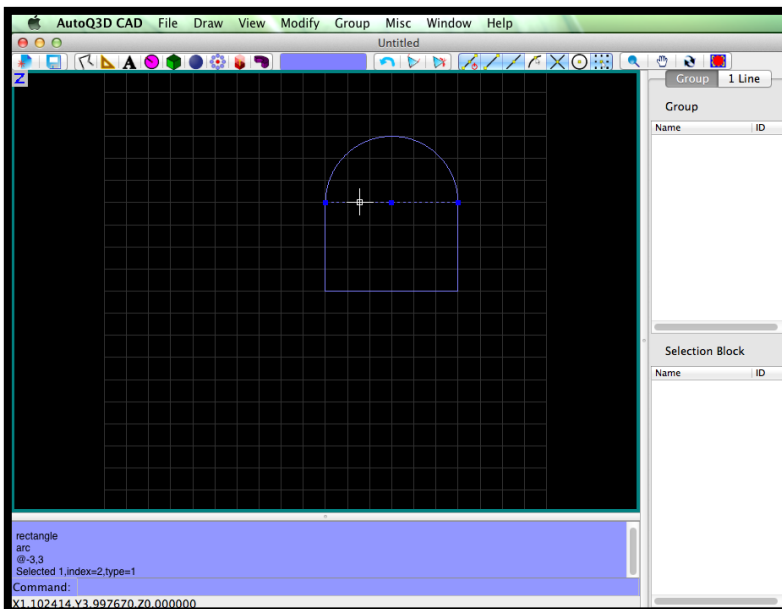 AutoQ3D CAD File Draw View Modify Group Misc Window Help
Untitled
A
Z
Group 1 Line
Group
Name ID
Selection Block
Name ID
rectangle
arc
@-3,3
Selected 1,index=2,type=1
Command:
X1.102414,Y3.997670,Z0.000000